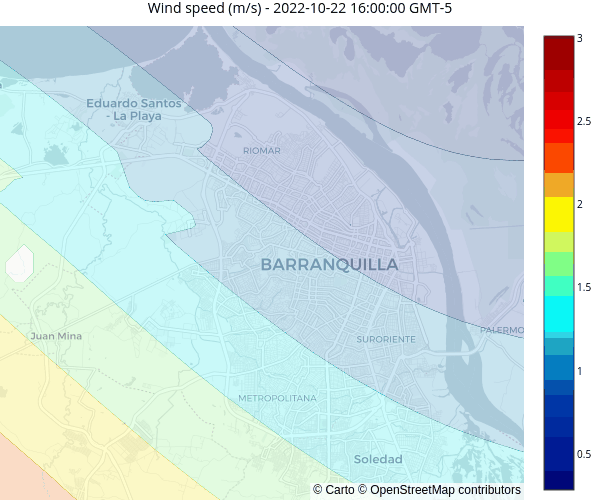 Wind speed (m/s) - 2022-10-22 16:00:00 GMT-5
3
Eduardo Santos
- La Playa
2.5
RIOMAR
2
BARRANQUILLA
1.5
PALERMO
Juan Mina
SURORIENTE
1
METROPOLITANA
0.5
Soledad
© Carto © OpenStreetMap contributors